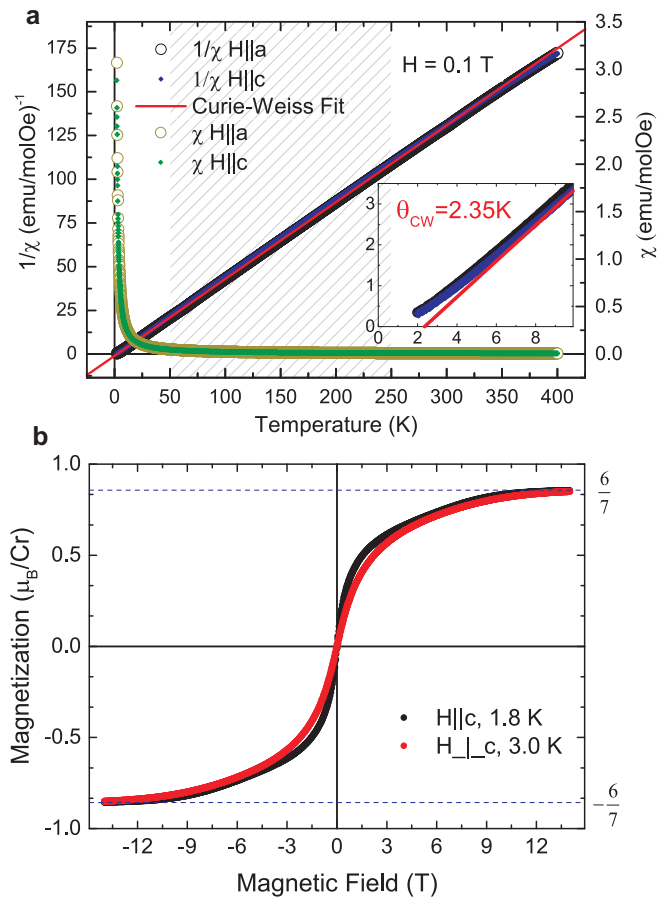 a
1/χ H||a
1/χ H||c
Curie-Weiss Fit
χ H||a
χ H||c
H = 0.1 T
θCW=2.35K
3
2
1
0
2 4 6 8
175
150
125
100
75
50
25
0
1/χ (emu/molOe)-1
3.5
3.0
2.5
2.0
1.5
1.0
0.5
0.0
χ (emu/molOe)
0 50 100 150 200 250 300 350 400
Temperature (K)
b
1.0
0.5
0.0
-0.5
-1.0
Magnetization (μB/Cr)
6
7
H||c, 1.8 K
H_|_c, 3.0 K
-6
7
-12 -9 -6 -3 0 3 6 9 12
Magnetic Field (T)